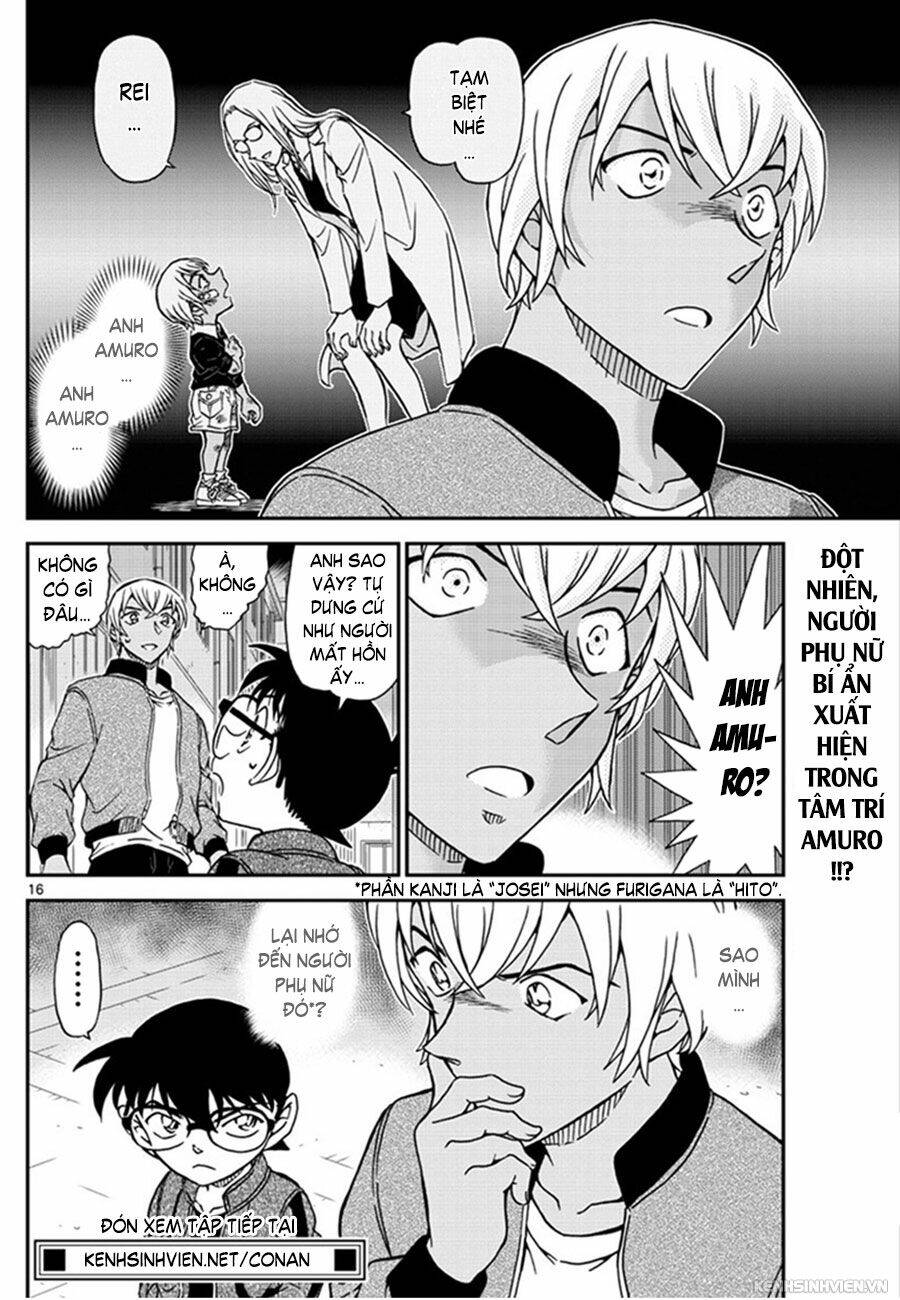 TẠM
BIỆT
NHÉ
...
REI
...
ANH
AMURO
...
ANH
AMURO
...
ĐỘT
NHIÊN,
NGƯỜI
PHỤ NỮ
BÍ ẨN
XUẤT
HIỆN
TRONG
TÂM TRÍ
AMURO
!!?
ANH
AMU-
RO?
ANH SAO
VẬY? TỰ
DƯNG CỨ
NHƯ NGƯỜI
MẤT HỒN
ẤY...
À,
KHÔNG
...
KHÔNG
CÓ GÌ
ĐÂU...
16
*PHẦN KANJI LÀ "JOSEI" NHƯNG FURIGANA LÀ "HITO".
SAO
MÌNH
...
LẠI NHỚ
ĐẾN NGƯỜI
PHỤ NỮ
ĐÓ*?
......
ĐÓN XEM TẬP TIẾP TẠI
KENHSINHVIEN.NET/CONAN
KENHSINHVIEN.VN